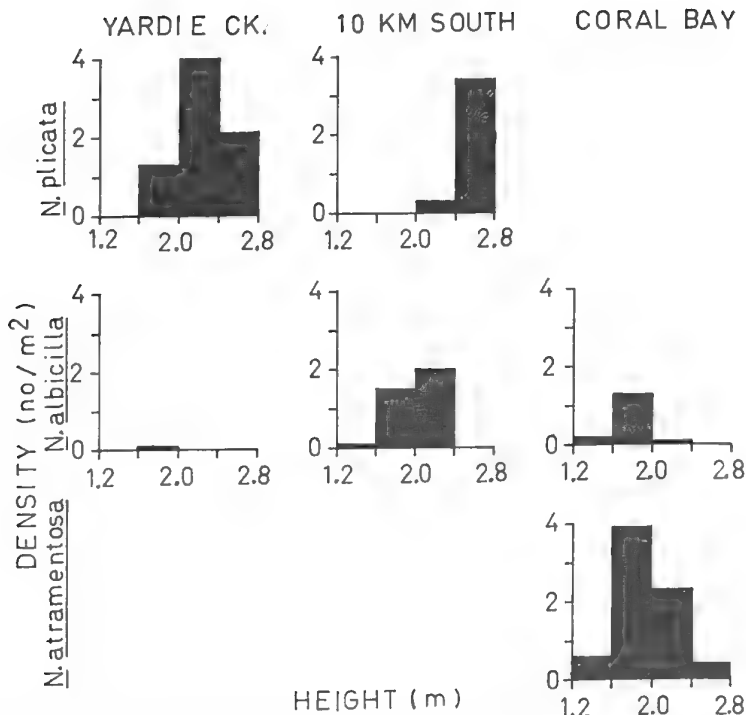 YARDIE CK.
10 KM SOUTH
CORAL BAY
DENSITY (no/m²)
N. plicata
4
2
0
1.2 2.0 2.8
4
2
0
1.2 2.0 2.8
N. albicilla
4
2
0
1.2 2.0 2.8
4
2
0
1.2 2.0 2.8
4
2
0
1.2 2.0 2.8
N. atramentosa
4
2
0
1.2 2.0 2.8
HEIGHT (m)